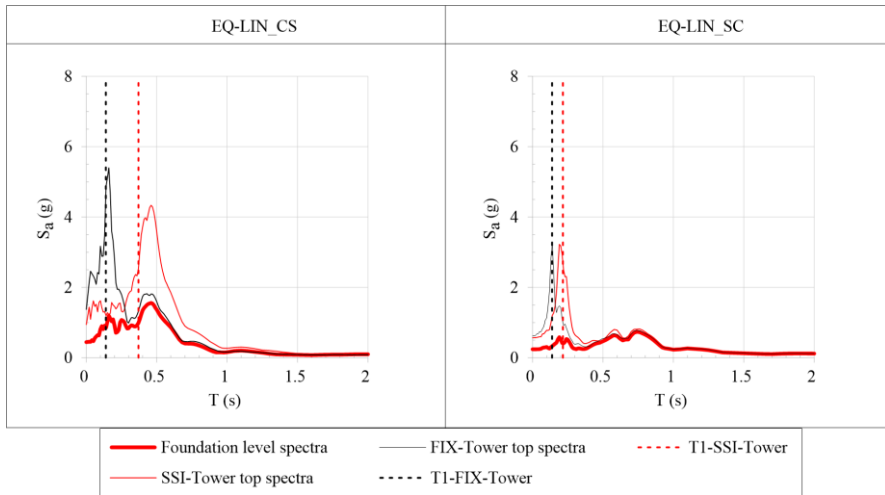 EQ-LIN_CS
EQ-LIN_SC
8
6
4
2
0
Sa (g)
0
0.5
1
1.5
2
T (s)
8
6
4
2
0
Sa (g)
0
0.5
1
1.5
2
T (s)
Foundation level spectra
FIX-Tower top spectra
T1-SSI-Tower
SSI-Tower top spectra
T1-FIX-Tower